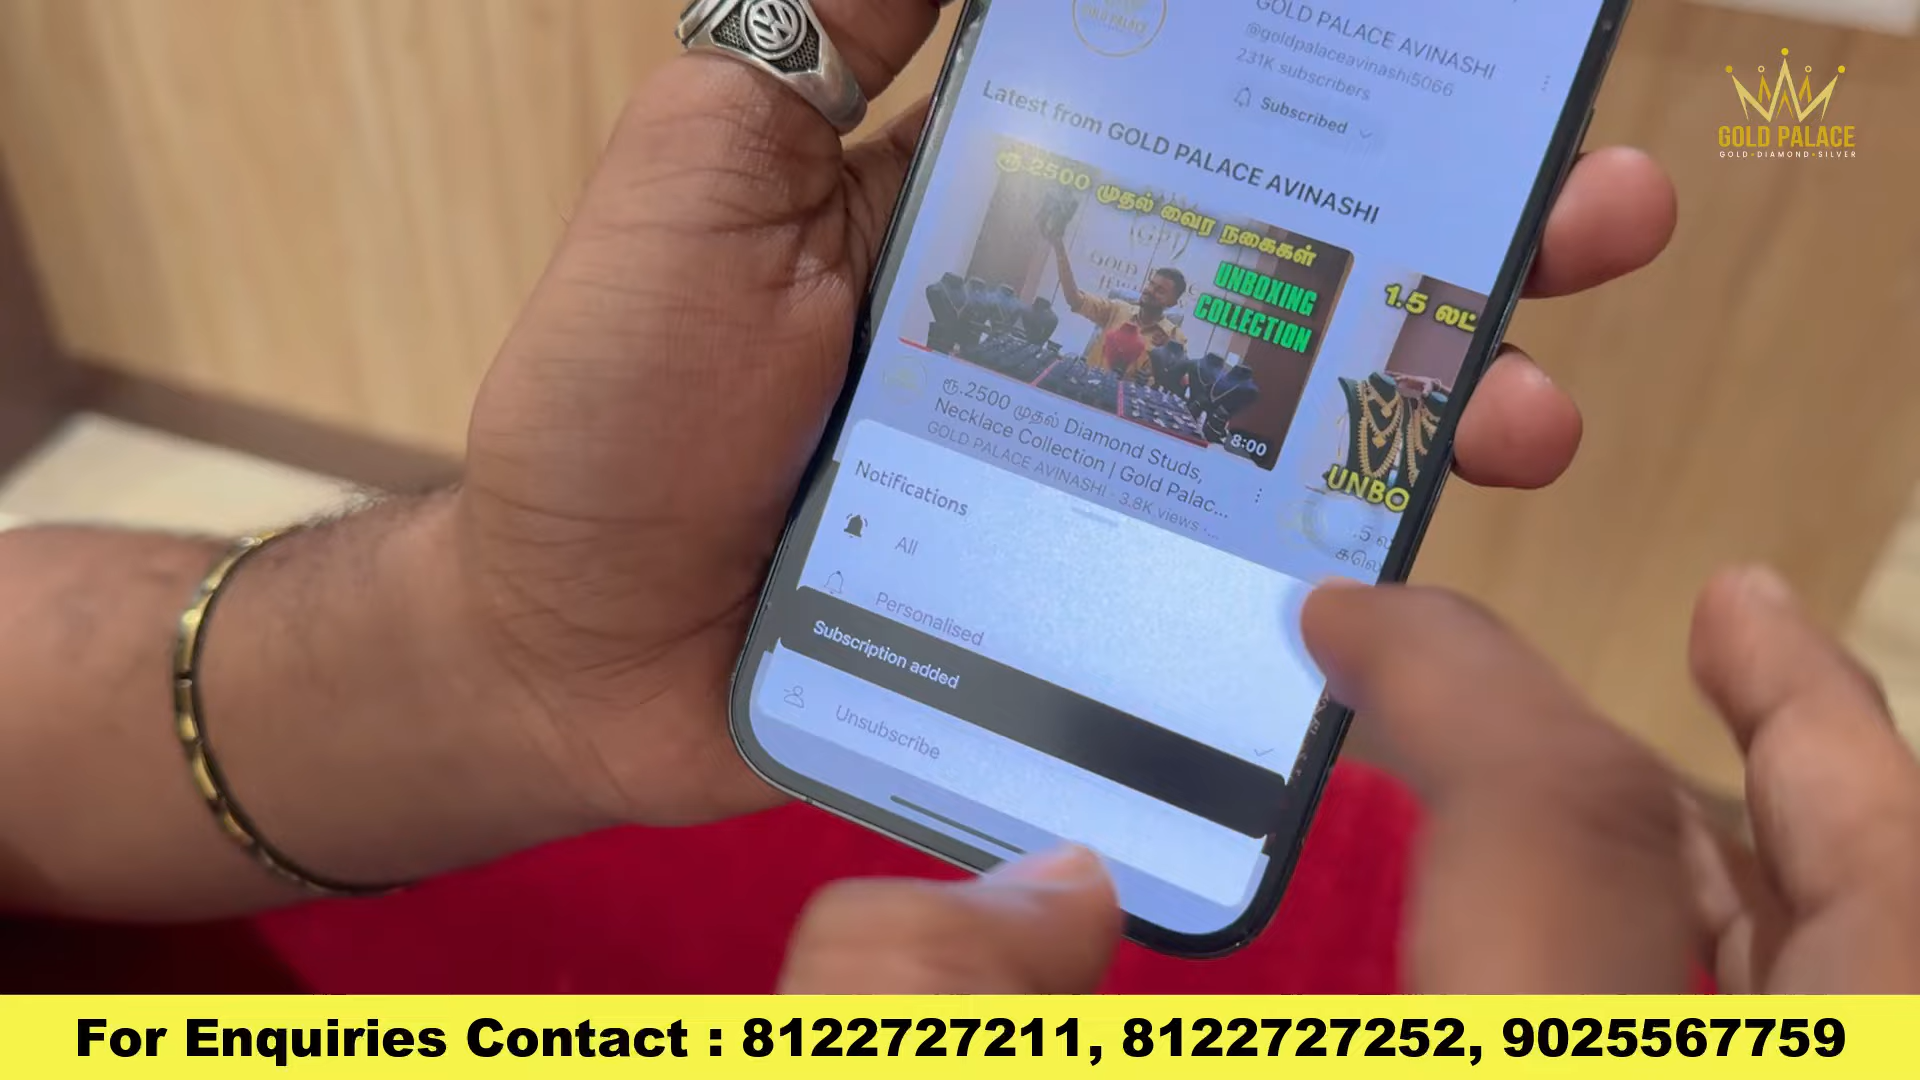 GOLD PALACE AVINASHI
@goldpalaceavinashi5066
231K subscribers
Subscribed
Latest from GOLD PALACE AVINASHI
ரூ.2500 முதல் வைர நகைகள்
UNBOXING
COLLECTION
8:00
ரூ.2500 முதல் Diamond Studs,
Necklace Collection | Gold Palac...
GOLD PALACE AVINASHI · 3.8K views ·...
1.5 லட்
UNBO
Notifications
All
Personalised
Subscription added
Unsubscribe
GOLD PALACE
GOLD • DIAMOND • SILVER
For Enquiries Contact : 8122727211, 8122727252, 9025567759